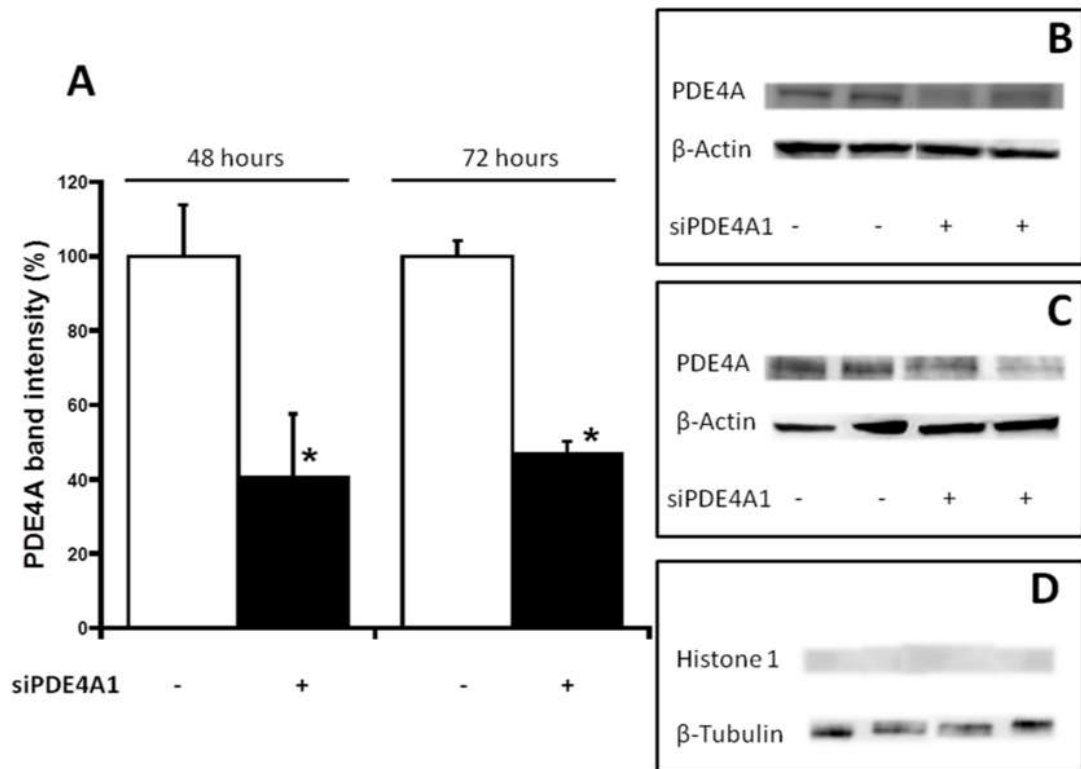 A
48 hours
72 hours
PDE4A band intensity (%)
120
100
80
60
40
20
0
*
*
siPDE4A1 - + - +
B
PDE4A
β-Actin
siPDE4A1 - - + +
C
PDE4A
β-Actin
siPDE4A1 - - + +
D
Histone 1
β-Tubulin